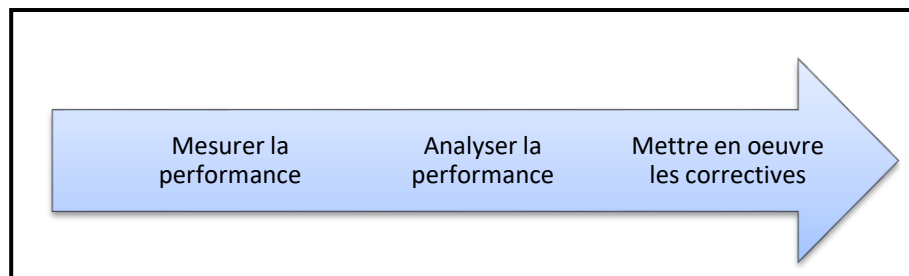 Mesurer la
performance
Analyser la
performance
Mettre en oeuvre
les correctives